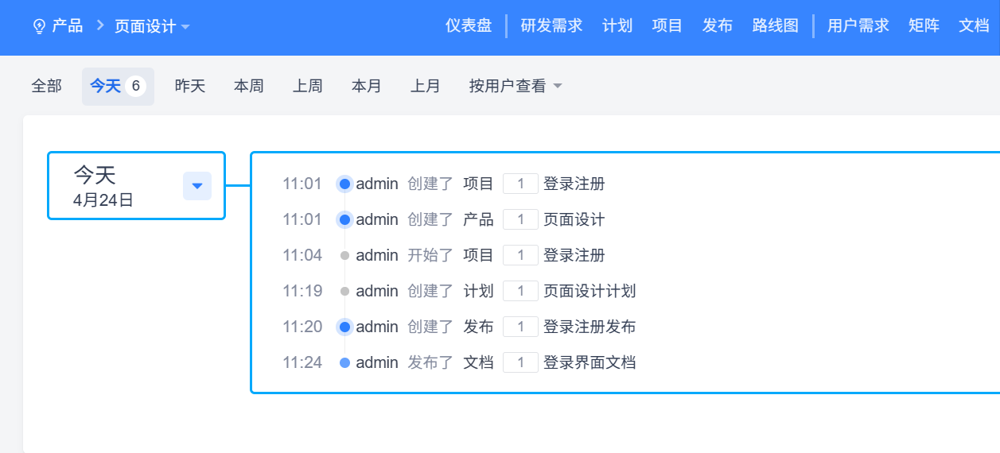 产品 页面设计 仪表盘 研发需求 计划 项目 发布 路线图 用户需求 矩阵 文档
全部 今天 6 昨天 本周 上周 本月 上月 按用户查看
今天
4月24日
11:01 admin 创建了 项目 1 登录注册
11:01 admin 创建了 产品 1 页面设计
11:04 admin 开始了 项目 1 登录注册
11:19 admin 创建了 计划 1 页面设计计划
11:20 admin 创建了 发布 1 登录注册发布
11:24 admin 发布了 文档 1 登录界面文档